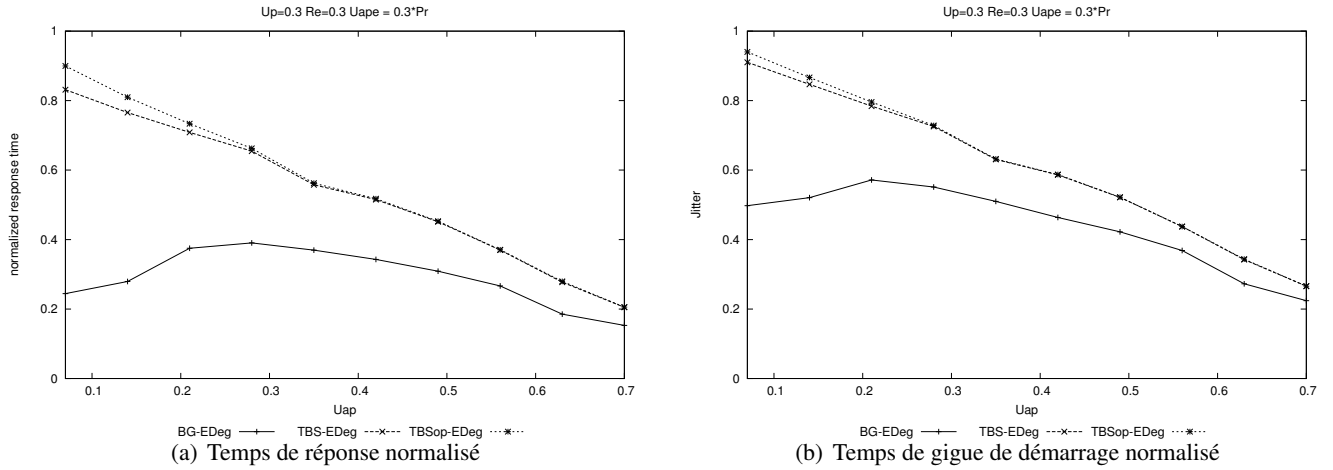 Up=0.3 Re=0.3 Uape = 0.3*Pr
1
0.8
0.6
0.4
0.2
0
normalized response time
0.1 0.2 0.3 0.4 0.5 0.6 0.7
Uap
BG-EDeg TBS-EDeg TBSop-EDeg
(a) Temps de réponse normalisé
Up=0.3 Re=0.3 Uape = 0.3*Pr
1
0.8
0.6
0.4
0.2
0
Jitter
0.1 0.2 0.3 0.4 0.5 0.6 0.7
Uap
BG-EDeg TBS-EDeg TBSop-EDeg
(b) Temps de gigue de démarrage normalisé